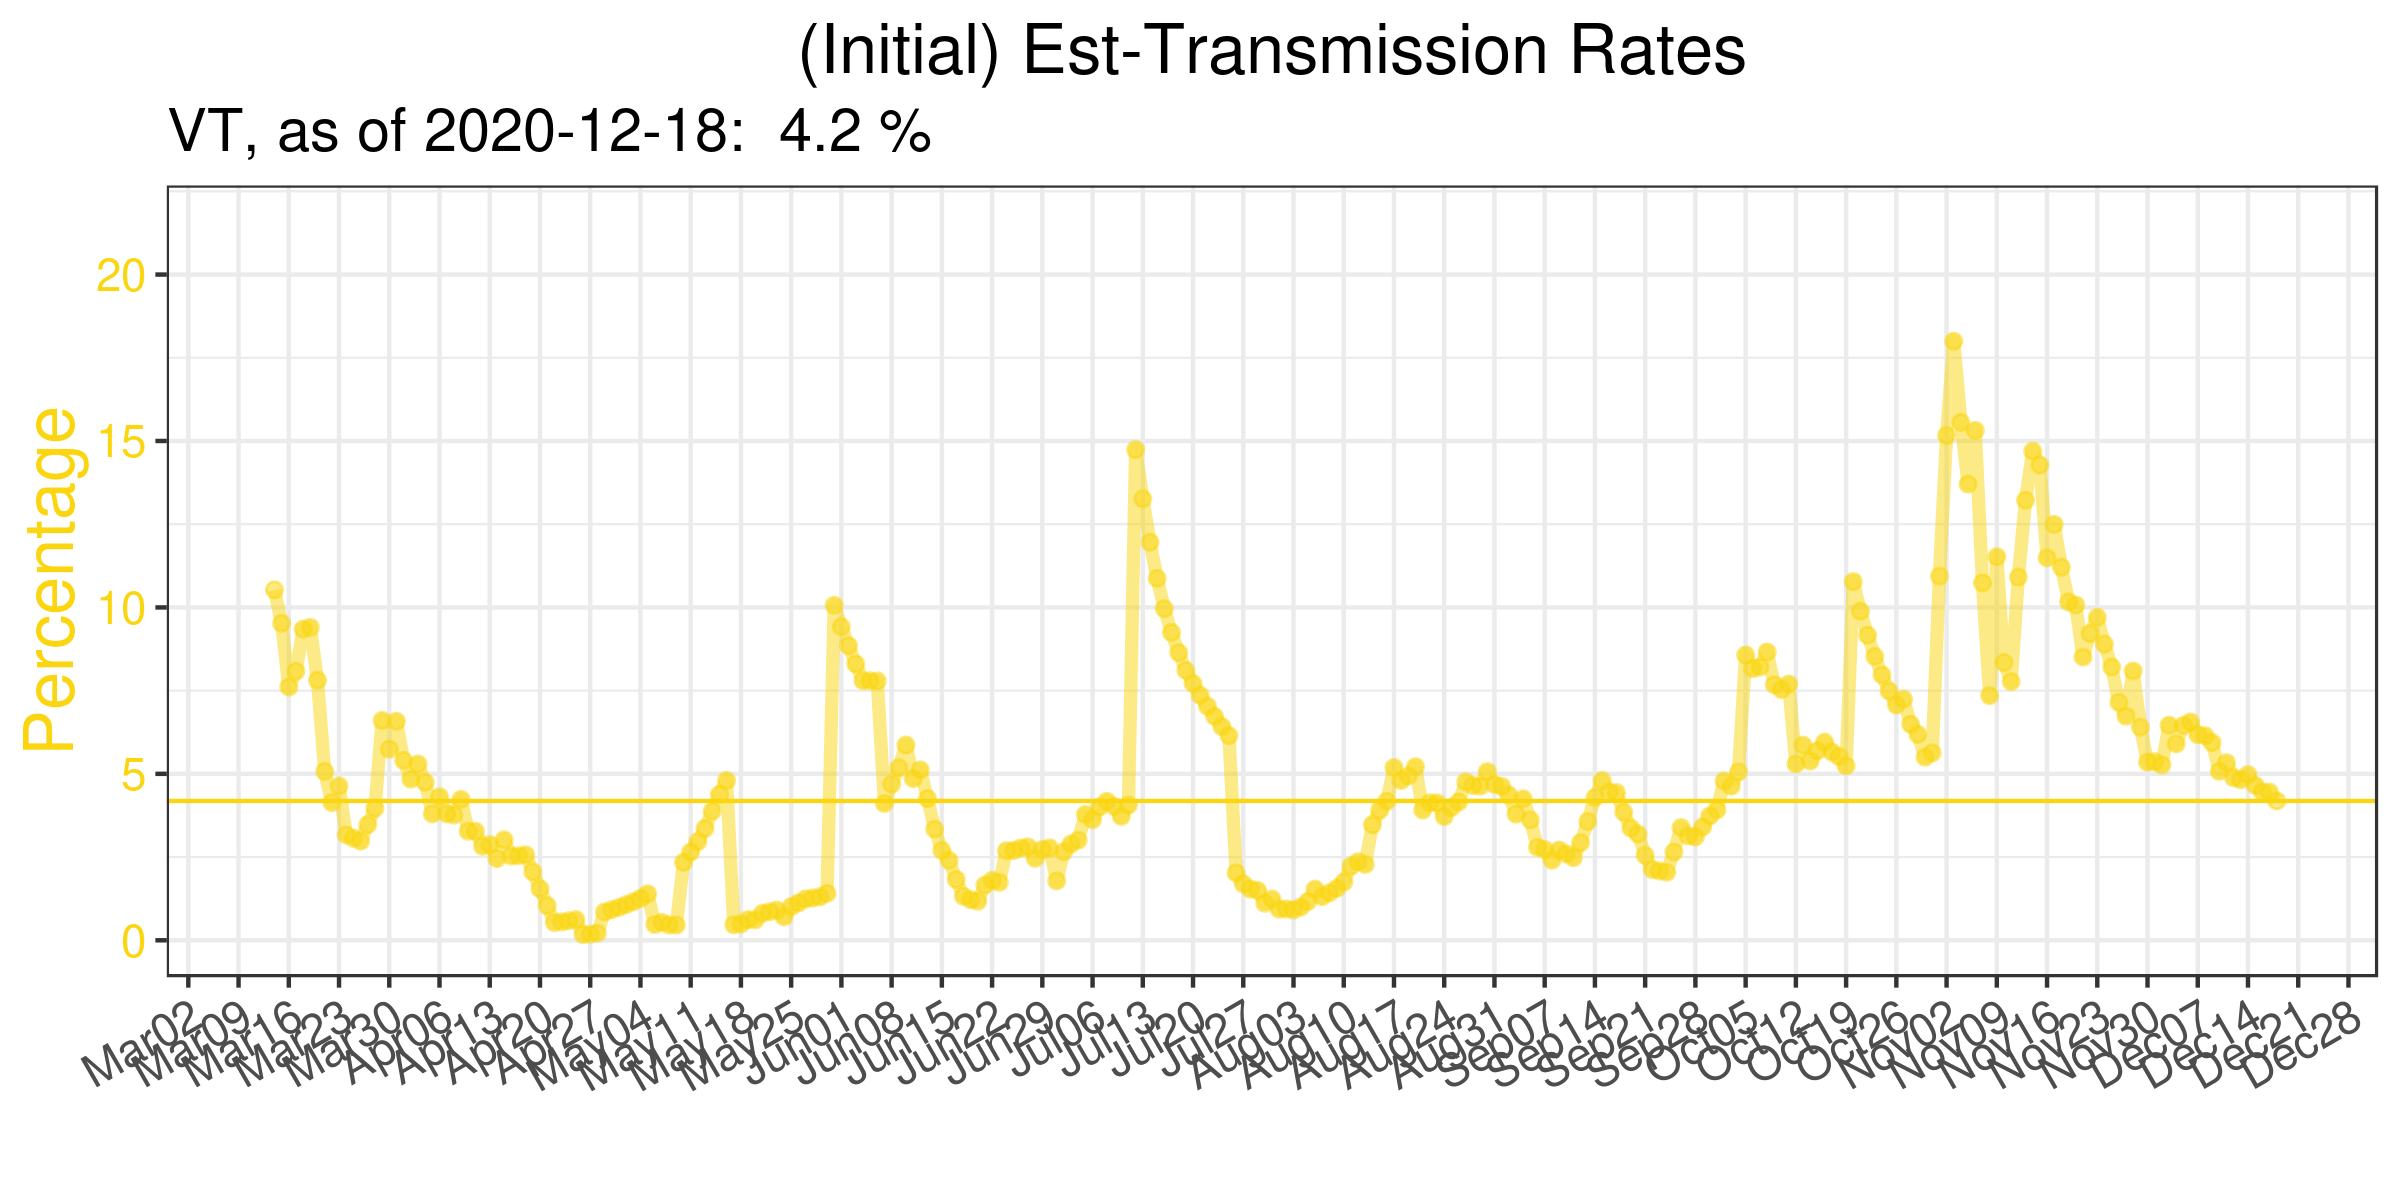 (Initial) Est-Transmission Rates
VT, as of 2020-12-18:  4.2 %
Percentage
20
15
10
5
0
Mar02
Mar09
Mar16
Mar23
Mar30
Apr06
Apr13
Apr20
Apr27
May04
May11
May18
May25
Jun01
Jun08
Jun15
Jun22
Jun29
Jul06
Jul13
Jul20
Jul27
Aug03
Aug10
Aug17
Aug24
Aug31
Sep07
Sep14
Sep21
Sep28
Oct05
Oct12
Oct19
Oct26
Nov02
Nov09
Nov16
Nov23
Nov30
Dec07
Dec14
Dec21
Dec28